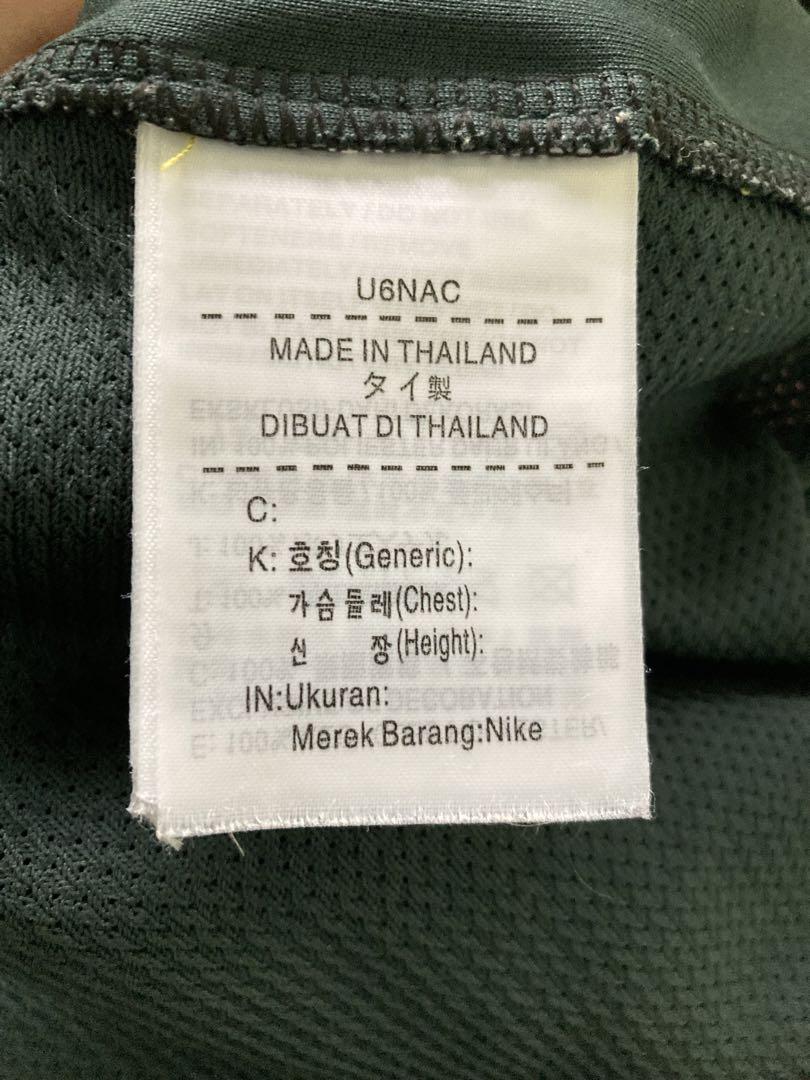 U6NAC
MADE IN THAILAND
タイ製
DIBUAT DI THAILAND
C:
K: 호칭(Generic):
가슴둘레(Chest):
신 장(Height):
IN:Ukuran:
Merek Barang:Nike